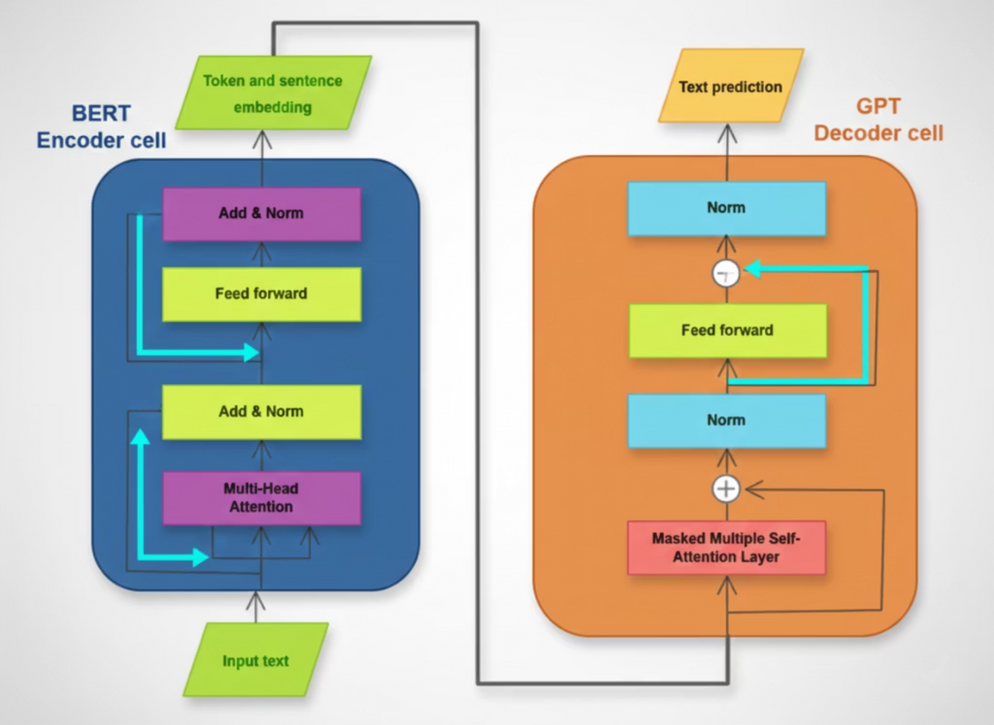 Token and sentence
embedding
BERT
Encoder cell
Add & Norm
Feed forward
Add & Norm
Multi-Head
Attention
Input text
Text prediction
GPT
Decoder cell
Norm
Feed forward
Norm
+
Masked Multiple Self-
Attention Layer